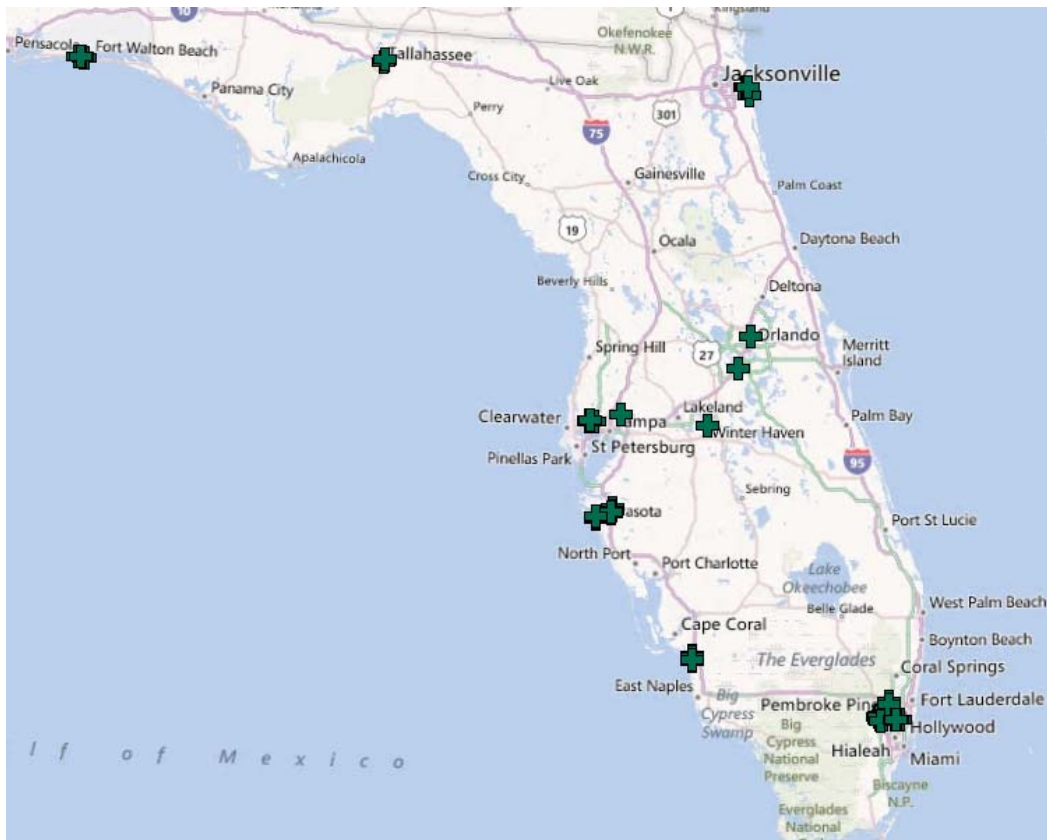 10
Kingsland
Okefenokee
N.W.R.
Pensacola
Fort Walton Beach
Tallahassee
Jacksonville
Live Oak
Panama City
301
Perry
75
Apalachicola
Gainesville
Cross City
Palm Coast
19
Ocala
Daytona Beach
Beverly Hills
Deltona
Orlando
Merritt
Island
27
Spring Hill
Clearwater
Lakeland
Palm Bay
Winter Haven
St Petersburg
Pinellas Park
95
Sebring
asota
Port St Lucie
North Port
Port Charlotte
Lake
Okeechobee
West Palm Beach
Belle Glade
Cape Coral
Boynton Beach
The Everglades
Coral Springs
East Naples
Big
Cypress
Swamp
Pembroke Pine
Fort Lauderdale
Hollywood
Big
Cypress
National
Preserve
Hialeah
Miami
lf of Mexico
Biscayne
N.P.
Everglades
National